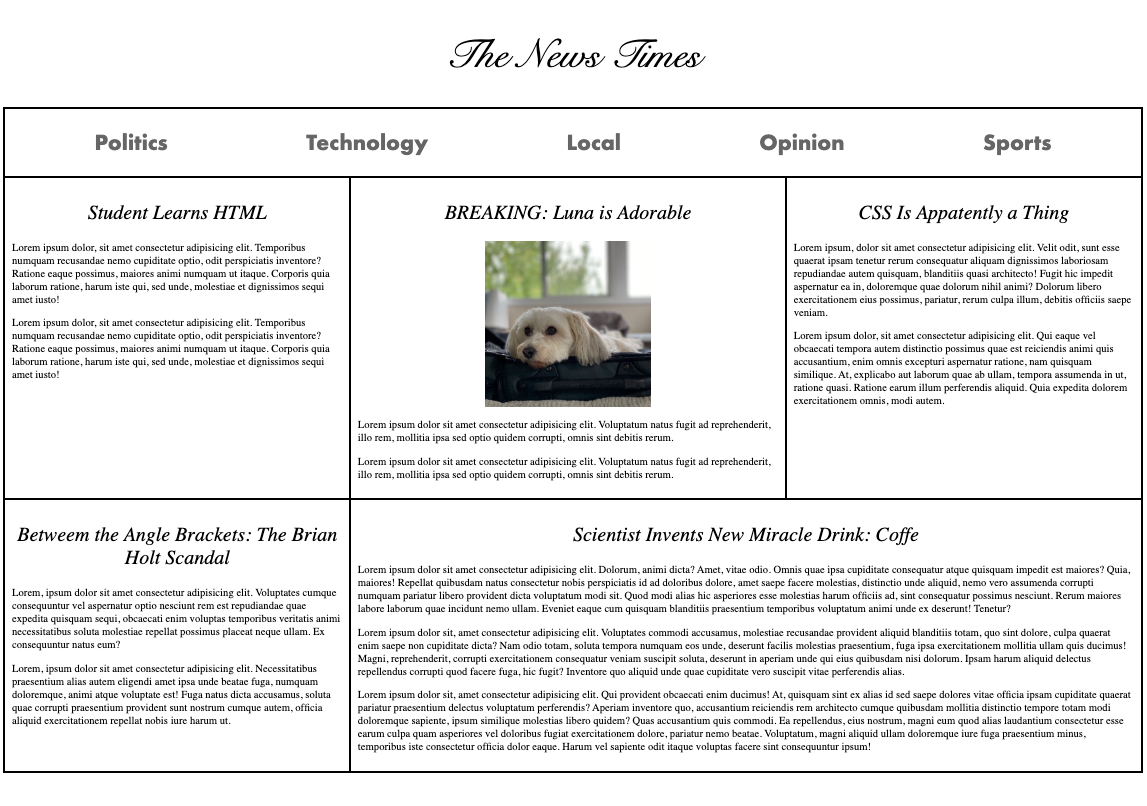 The News Times
Politics Technology Local Opinion Sports
Student Learns HTML
Lorem ipsum dolor, sit amet consectetur adipisicing elit. Temporibus
numquam recusandae nemo cupiditate optio, odit perspiciatis inventore?
Ratione eaque possimus, maiores animi numquam ut itaque. Corporis quia
laborum ratione, harum iste qui, sed unde, molestiae et dignissimos sequi
amet iusto!
Lorem ipsum dolor, sit amet consectetur adipisicing elit. Temporibus
numquam recusandae nemo cupiditate optio, odit perspiciatis inventore?
Ratione eaque possimus, maiores animi numquam ut itaque. Corporis quia
laborum ratione, harum iste qui, sed unde, molestiae et dignissimos sequi
amet iusto!
BREAKING: Luna is Adorable
Lorem ipsum dolor sit amet consectetur adipisicing elit. Voluptatum natus fugit ad reprehenderit,
illo rem, mollitia ipsa sed optio quidem corrupti, omnis sint debitis rerum.
Lorem ipsum dolor sit amet consectetur adipisicing elit. Voluptatum natus fugit ad reprehenderit,
illo rem, mollitia ipsa sed optio quidem corrupti, omnis sint debitis rerum.
CSS Is Appatently a Thing
Lorem ipsum, dolor sit amet consectetur adipisicing elit. Velit odit, sunt esse
quaerat ipsam tenetur rerum consequatur aliquam dignissimos laboriosam
repudiandae autem quisquam, blanditiis quasi architecto! Fugit hic impedit
aspernatur ea in, doloremque quae dolorum nihil animi? Dolorum libero
exercitationem eius possimus, pariatur, rerum culpa illum, debitis officiis saepe
veniam.
Lorem ipsum dolor, sit amet consectetur adipisicing elit. Qui eaque vel
obcaecati tempora autem distinctio possimus quae est reiciendis animi quis
accusantium, enim omnis excepturi aspernatur ratione, nam quisquam
similique. At, explicabo aut laborum quae ab ullam, tempora assumenda in ut,
ratione quasi. Ratione earum illum perferendis aliquid. Quia expedita dolorem
exercitationem omnis, modi autem.
Betweem the Angle Brackets: The Brian
Holt Scandal
Lorem, ipsum dolor sit amet consectetur adipisicing elit. Voluptates cumque
consequuntur vel aspernatur optio nesciunt rem est repudiandae quae
expedita quisquam sequi, obcaecati enim voluptas temporibus veritatis animi
necessitatibus soluta molestiae repellat possimus placeat neque ullam. Ex
consequuntur natus eum?
Lorem, ipsum dolor sit amet consectetur adipisicing elit. Necessitatibus
praesentium alias autem eligendi amet ipsa unde beatae fuga, numquam
doloremque, animi atque voluptate est! Fuga natus dicta accusamus, soluta
quae corrupti praesentium provident sunt nostrum cumque autem, officia
aliquid exercitationem repellat nobis iure harum ut.
Scientist Invents New Miracle Drink: Coffe
Lorem ipsum dolor sit amet consectetur adipisicing elit. Dolorum, animi dicta? Amet, vitae odio. Omnis quae ipsa cupiditate consequatur atque quisquam impedit est maiores? Quia,
maiores! Repellat quibusdam natus consectetur nobis perspiciatis id ad doloribus dolore, amet saepe facere molestias, distinctio unde aliquid, nemo vero assumenda corrupti
numquam pariatur libero provident dicta voluptatum modi sit. Quod modi alias hic asperiores esse molestias harum officiis ad, sint consequatur possimus nesciunt. Rerum maiores
labore laborum quae incidunt nemo ullam. Eveniet eaque cum quisquam blanditiis praesentium temporibus voluptatum animi unde ex deserunt! Tenetur?
Lorem ipsum dolor sit, amet consectetur adipisicing elit. Voluptates commodi accusamus, molestiae recusandae provident aliquid blanditiis totam, quo sint dolore, culpa quaerat
enim saepe non cupiditate dicta? Nam odio totam, soluta tempora numquam eos unde, deserunt facilis molestias praesentium, fuga ipsa exercitationem mollitia ullam quis ducimus!
Magni, reprehenderit, corrupti exercitationem consequatur veniam suscipit soluta, deserunt in aperiam unde qui eius quibusdam nisi dolorum. Ipsam harum aliquid delectus
repellendus corrupti quod facere fuga, hic fugit? Inventore quo aliquid unde quae cupiditate vero suscipit vitae perferendis alias.
Lorem ipsum dolor sit, amet consectetur adipisicing elit. Qui provident obcaecati enim ducimus! At, quisquam sint ex alias id sed saepe dolores vitae officia ipsam cupiditate quaerat
pariatur praesentium delectus voluptatum perferendis? Aperiam inventore quo, accusantium reiciendis rem architecto cumque quibusdam mollitia distinctio tempore totam modi
doloremque sapiente, ipsum similique molestias libero quidem? Quas accusantium quis commodi. Ea repellendus, eius nostrum, magni eum quod alias laudantium consectetur esse
earum culpa quam asperiores vel doloribus fugiat exercitationem dolore, pariatur nemo beatae. Voluptatum, magni aliquid ullam doloremque iure fuga praesentium minus,
temporibus iste consectetur officia dolor eaque. Harum vel sapiente odit itaque voluptas facere sint consequuntur ipsum!